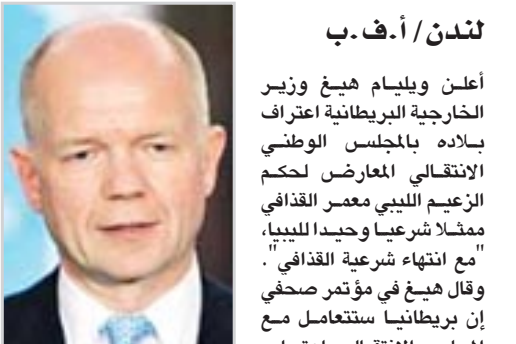 لندن/ أ.ف.ب
أعلن ويليام هيغ وزير
الخارجية البريطانية اعتراف
بلاده بالمجلس الوطني
الانتقالي المعارض لحكم
الزعيم الليبي معمر القذافي
ممثلا شرعيا وحيدا لليبيا،
"مع انتهاء شرعية القذافي".
وقال هيغ في مؤتمر صحفي
إن بريطانيا ستتعامل مع